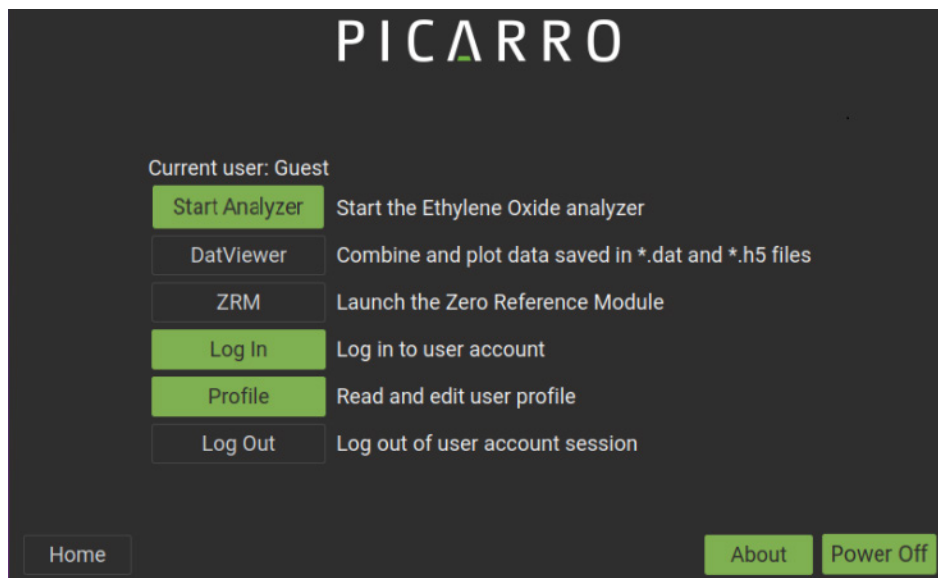 PICARRO
Current user: Guest
Start Analyzer Start the Ethylene Oxide analyzer
DatViewer Combine and plot data saved in *.dat and *.h5 files
ZRM Launch the Zero Reference Module
Log In Log in to user account
Profile Read and edit user profile
Log Out Log out of user account session
Home About Power Off